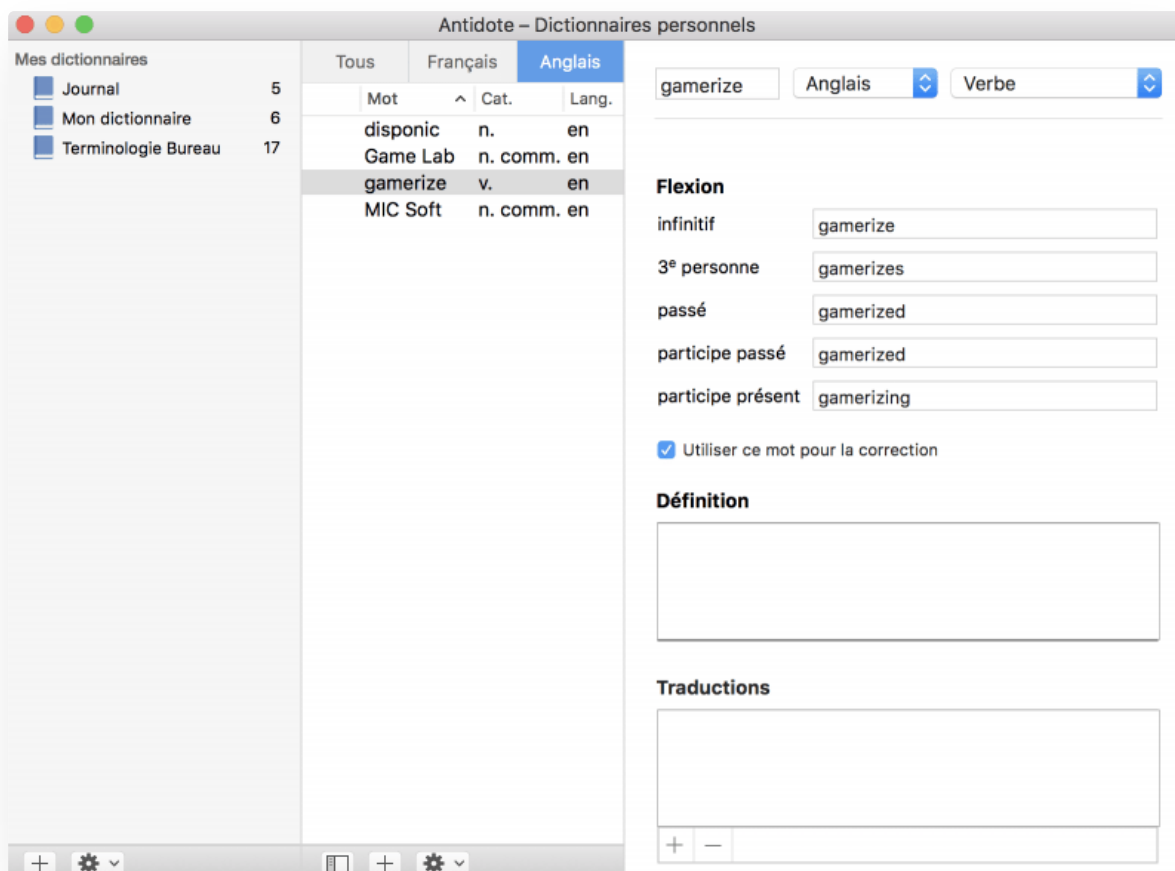 Antidote – Dictionnaires personnels
Mes dictionnaires
Journal 5
Mon dictionnaire 6
Terminologie Bureau 17
Tous Français Anglais
Mot Cat. Lang.
disponic n. en
Game Lab n. comm. en
gamerize v. en
MIC Soft n. comm. en
gamerize Anglais Verbe
Flexion
infinitif gamerize
3e personne gamerizes
passé gamerized
participe passé gamerized
participe présent gamerizing
Utiliser ce mot pour la correction
Définition
Traductions